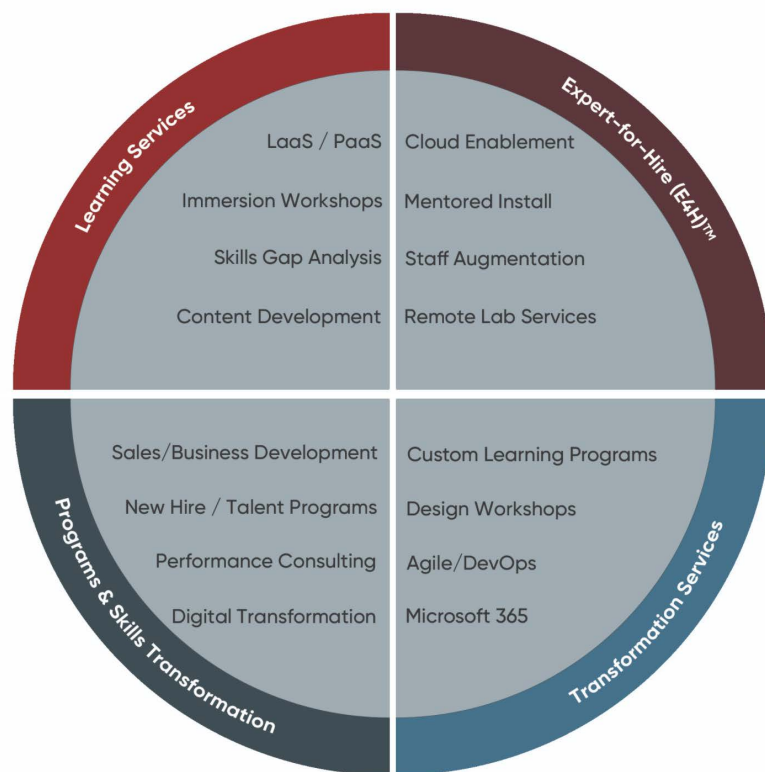 Learning Services
LaaS / PaaS
Immersion Workshops
Skills Gap Analysis
Content Development
Expert-for-Hire (E4H)™
Cloud Enablement
Mentored Install
Staff Augmentation
Remote Lab Services
Programs & Skills Transformation
Sales/Business Development
New Hire / Talent Programs
Performance Consulting
Digital Transformation
Transformation Services
Custom Learning Programs
Design Workshops
Agile/DevOps
Microsoft 365